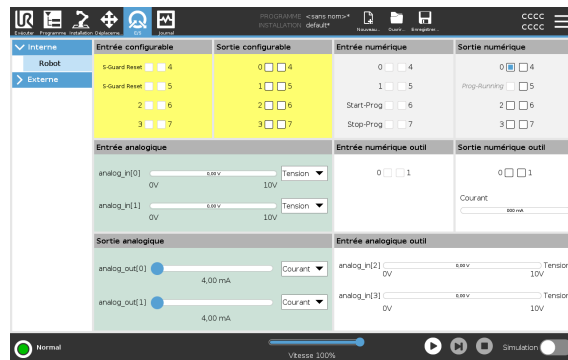 PROGRAMME <sans nom>*
INSTALLATION default*
Exécuter Programme Installation Déplaceme... E/S Journal Nouveau... Ouvrir... Enregistrer...
CCCC
CCCC
Interne
Robot
Externe
Entrée configurable
S-Guard Reset 4
S-Guard Reset 5
2 6
3 7
Sortie configurable
0 4
1 5
2 6
3 7
Entrée numérique
0 4
1 5
Start-Prog 6
Stop-Prog 7
Sortie numérique
0 4
Prog-Running 5
2 6
3 7
Entrée analogique
analog_in[0] 0,00 V Tension
0V 10V
analog_in[1] 0,00 V Tension
0V 10V
Entrée numérique outil
0 1
Sortie numérique outil
0 1
Courant
000 mA
Sortie analogique
analog_out[0] Courant
4,00 mA
analog_out[1] Courant
4,00 mA
Entrée analogique outil
analog_in[2] 0,00 V Tension
0V 10V
analog_in[3] 0,00 V Tension
0V 10V
Normal
Vitesse 100%
Simulation